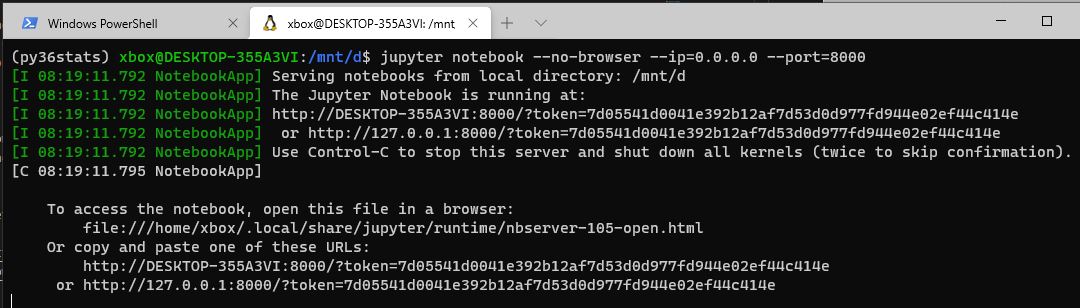 Windows PowerShell
xbox@DESKTOP-355A3VI: /mnt
(py36stats) xbox@DESKTOP-355A3VI:/mnt/d$ jupyter notebook --no-browser --ip=0.0.0.0 --port=8000
[I 08:19:11.792 NotebookApp] Serving notebooks from local directory: /mnt/d
[I 08:19:11.792 NotebookApp] The Jupyter Notebook is running at:
[I 08:19:11.792 NotebookApp] http://DESKTOP-355A3VI:8000/?token=7d05541d0041e392b12af7d53d0d977fd944e02ef44c414e
[I 08:19:11.792 NotebookApp]  or http://127.0.0.1:8000/?token=7d05541d0041e392b12af7d53d0d977fd944e02ef44c414e
[I 08:19:11.792 NotebookApp] Use Control-C to stop this server and shut down all kernels (twice to skip confirmation).
[C 08:19:11.795 NotebookApp]
To access the notebook, open this file in a browser:
file:///home/xbox/.local/share/jupyter/runtime/nbserver-105-open.html
Or copy and paste one of these URLs:
http://DESKTOP-355A3VI:8000/?token=7d05541d0041e392b12af7d53d0d977fd944e02ef44c414e
or http://127.0.0.1:8000/?token=7d05541d0041e392b12af7d53d0d977fd944e02ef44c414e